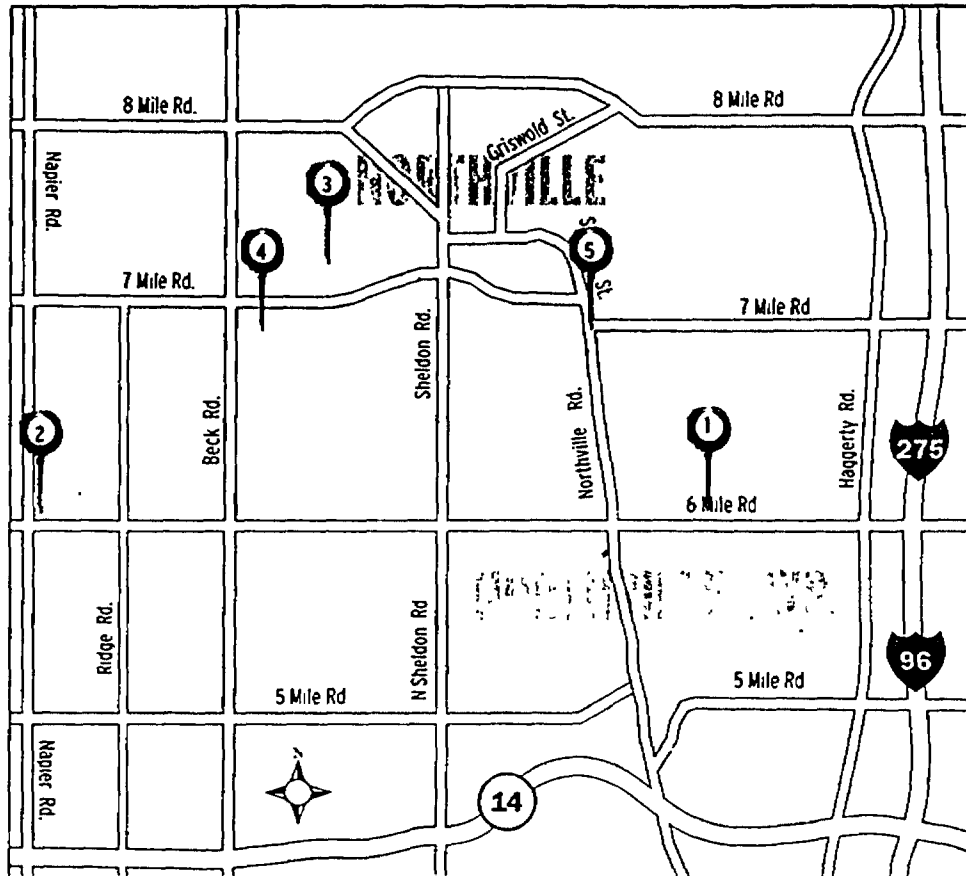 8 Mile Rd.
8 Mile Rd
Griswold St.
Napier Rd.
3
4
5
St.
7 Mile Rd.
7 Mile Rd
Sheldon Rd.
Beck Rd.
Northville Rd.
Haggerty Rd.
2
1
275
6 Mile Rd
Ridge Rd.
N Sheldon Rd
96
5 Mile Rd
5 Mile Rd
Napier Rd.
14